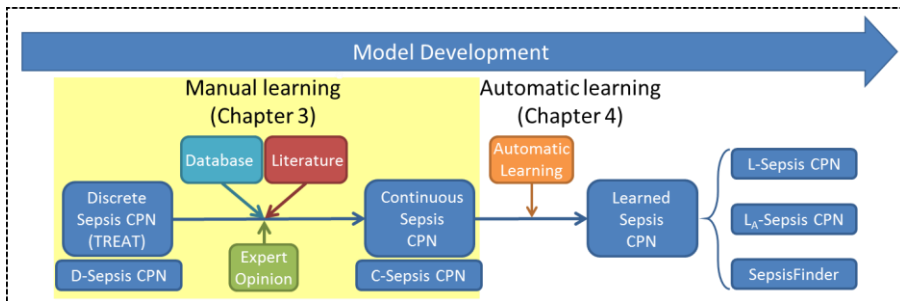 Model Development
Manual learning
(Chapter 3)
Automatic learning
(Chapter 4)
Database
Literature
Automatic
Learning
Discrete
Sepsis CPN
(TREAT)
Continuous
Sepsis
CPN
Learned
Sepsis
CPN
L-Sepsis CPN
L_A-Sepsis CPN
SepsisFinder
Expert
Opinion
D-Sepsis CPN
C-Sepsis CPN